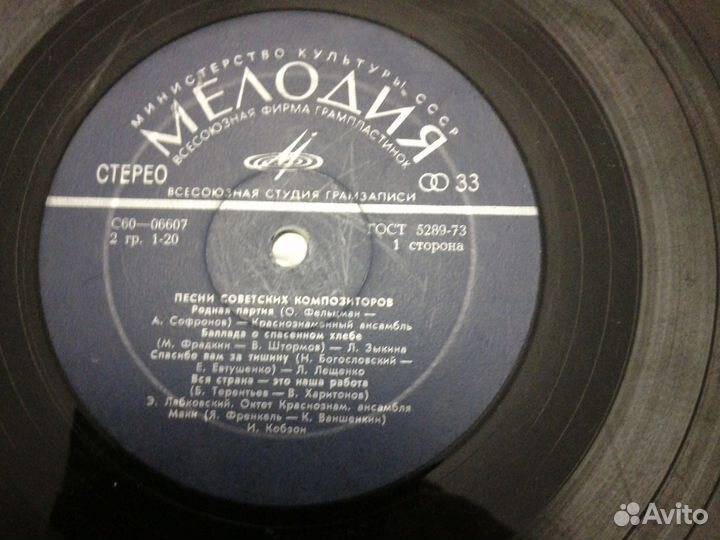 МИНИСТЕРСТВО КУЛЬТУРЫ СССР
МЕЛОДИЯ
ВСЕСОЮЗНАЯ ФИРМА ГРАМПЛАСТИНОК
СТЕРЕО
33
ВСЕСОЮЗНАЯ СТУДИЯ ГРАМЗАПИСИ
С60—06607
ГОСТ 5289-73
2 гр. 1-20
1 сторона
ПЕСНИ СОВЕТСКИХ КОМПОЗИТОРОВ
Родная партия (О. Фельцман —
А. Софронов) — Краснознаменный ансамбль
Баллада о спасенном хлебе
(М. Фрадкин — В. Штормов) — Л. Зыкина
Спасибо вам за тишину (Н. Богословский —
Е. Евтушенко) — Л. Лещенко
Вся страна — это наша работа
(Б. Терентьев — В. Харитонов)
Э. Лабковский, Октет Краснознам. ансамбля
Маки (Я. Френкель — К. Ваншенкин)
И. Кобзон
Avito